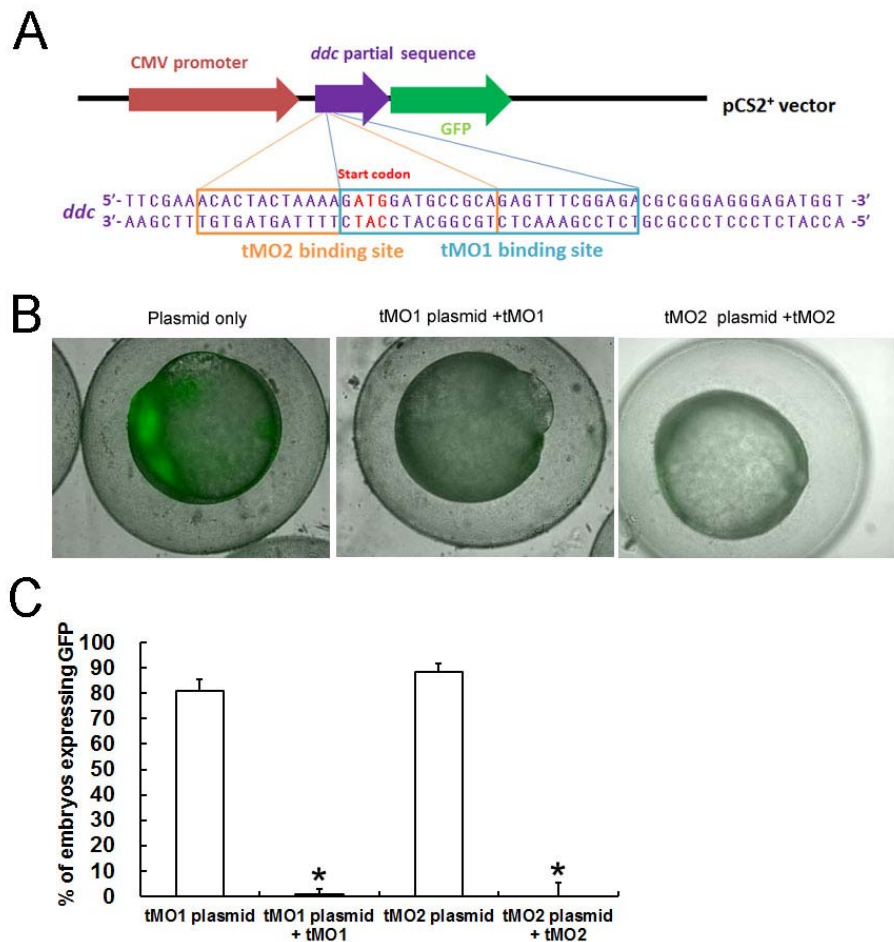 A
CMV promoter
ddc partial sequence
pCS2+ vector
GFP
Start codon
5’- TTCGAAACACTACTAAAAGATGGATGCCGCAGAGTTTCGGAGACGCGGGAGGGAGATGGT -3’
ddc
3’- AAGCTTTGTGATGATTTTCTACCTACGGCGTCTCAAAGCCTCTGCGCCCTCCCTCTACCA -5’
tMO2 binding site
tMO1 binding site
B
Plasmid only
tMO1 plasmid +tMO1
tMO2 plasmid +tMO2
C
% of embryos expressing GFP
100
90
80
70
60
50
40
30
20
10
0
*
*
tMO1 plasmid
tMO1 plasmid
+ tMO1
tMO2 plasmid
tMO2 plasmid
+ tMO2